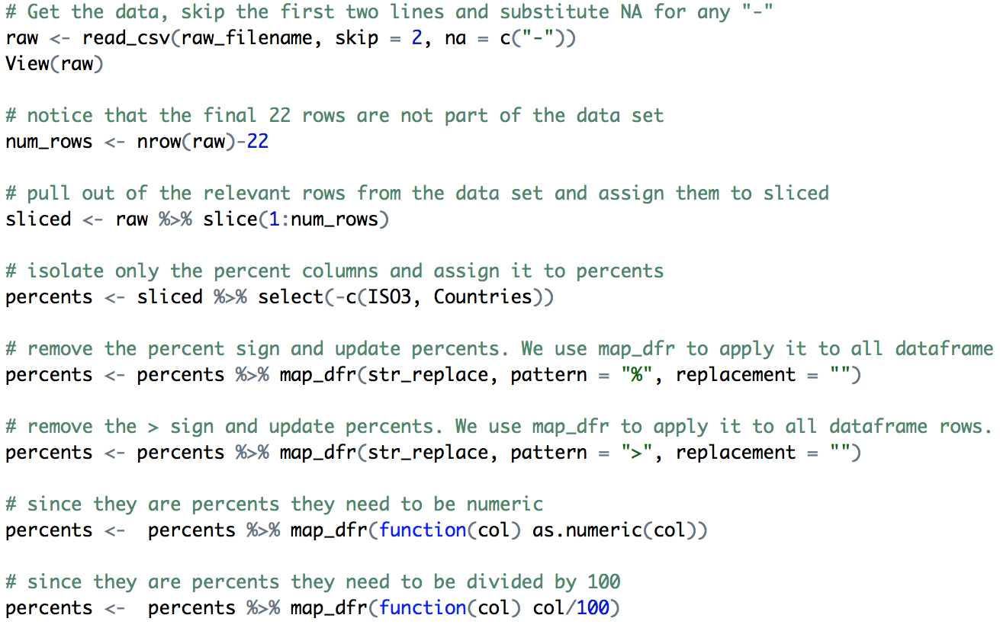 # Get the data, skip the first two lines and substitute NA for any "-"
raw <- read_csv(raw_filename, skip = 2, na = c("-"))
View(raw)
# notice that the final 22 rows are not part of the data set
num_rows <- nrow(raw)-22
# pull out of the relevant rows from the data set and assign them to sliced
sliced <- raw %>% slice(1:num_rows)
# isolate only the percent columns and assign it to percents
percents <- sliced %>% select(-c(ISO3, Countries))
# remove the percent sign and update percents. We use map_dfr to apply it to all dataframe
percents <- percents %>% map_dfr(str_replace, pattern = "%", replacement = "")
# remove the > sign and update percents. We use map_dfr to apply it to all dataframe rows.
percents <- percents %>% map_dfr(str_replace, pattern = ">", replacement = "")
# since they are percents they need to be numeric
percents <-  percents %>% map_dfr(function(col) as.numeric(col))
# since they are percents they need to be divided by 100
percents <-  percents %>% map_dfr(function(col) col/100)